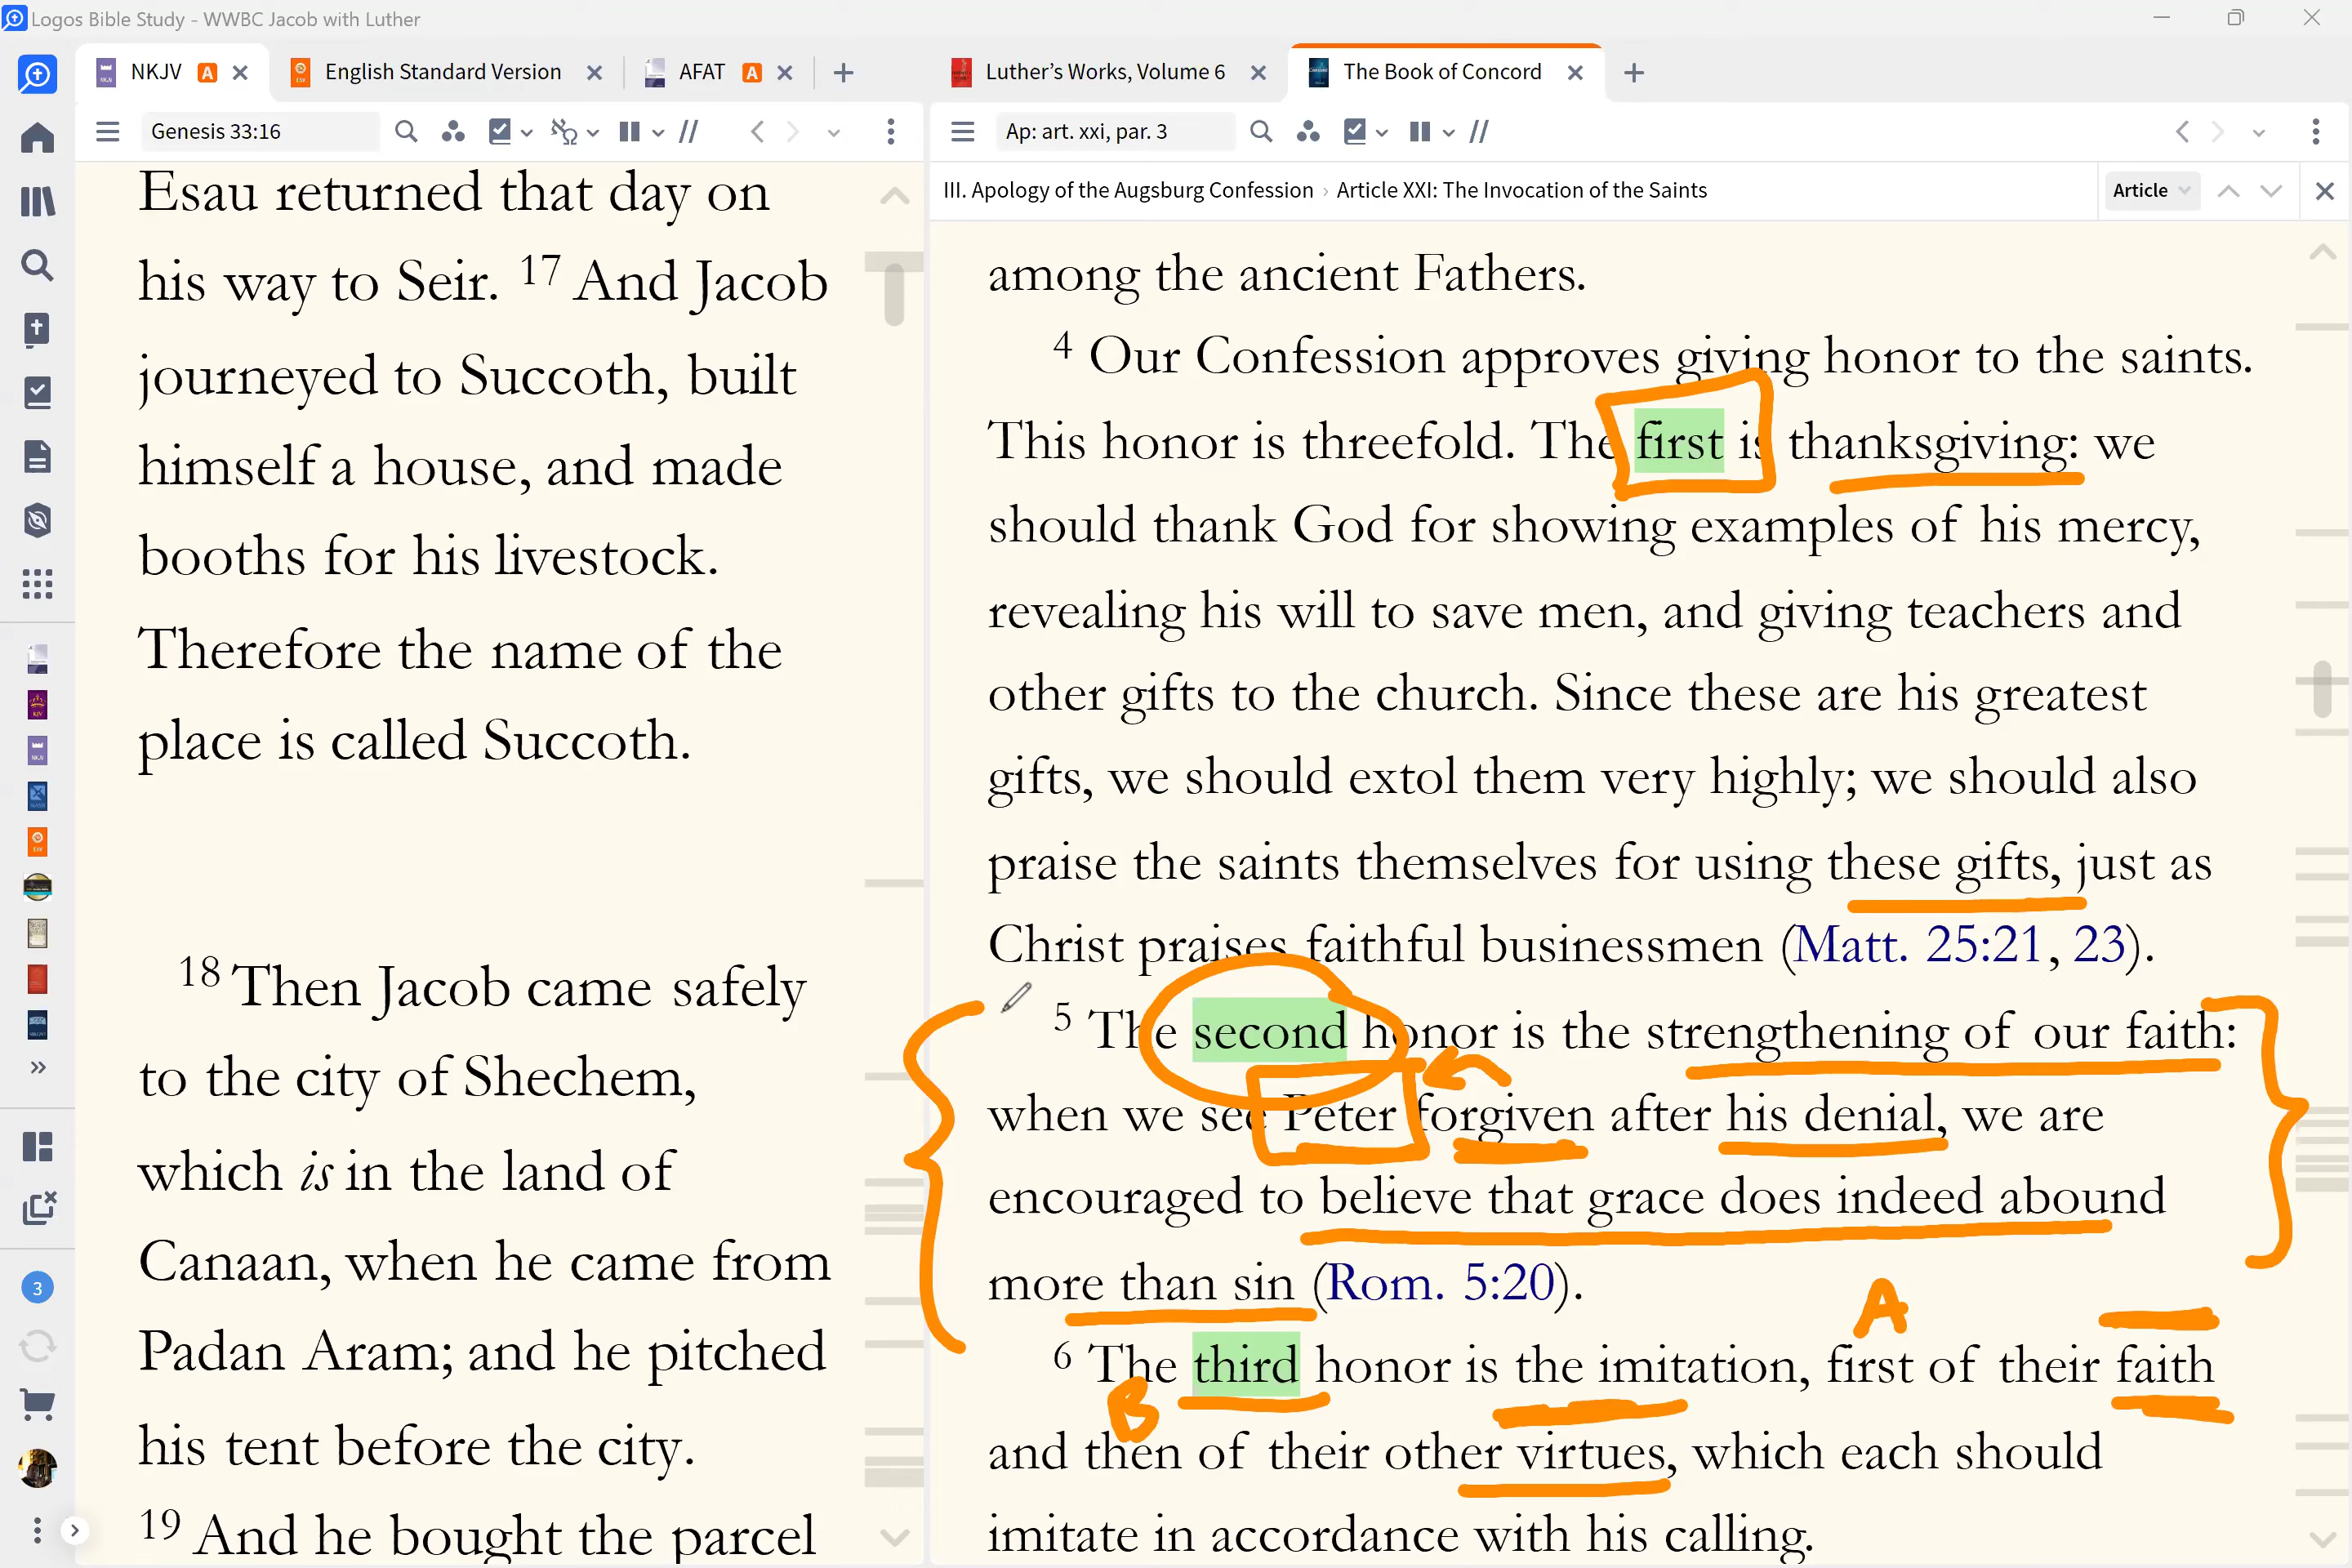 Logos Bible Study - WWBC Jacob with Luther
NKJV A
English Standard Version
AFAT A
Luther’s Works, Volume 6
The Book of Concord
Genesis 33:16
Ap: art. xxi, par. 3
III. Apology of the Augsburg Confession › Article XXI: The Invocation of the Saints
Article
Esau returned that day on
his way to Seir. 17 And Jacob
journeyed to Succoth, built
himself a house, and made
booths for his livestock.
Therefore the name of the
place is called Succoth.
18 Then Jacob came safely
to the city of Shechem,
which is in the land of
Canaan, when he came from
Padan Aram; and he pitched
his tent before the city.
19 And he bought the parcel
among the ancient Fathers.
4 Our Confession approves giving honor to the saints.
This honor is threefold. The first is thanksgiving: we
should thank God for showing examples of his mercy,
revealing his will to save men, and giving teachers and
other gifts to the church. Since these are his greatest
gifts, we should extol them very highly; we should also
praise the saints themselves for using these gifts, just as
Christ praises faithful businessmen (Matt. 25:21, 23).
5 The second honor is the strengthening of our faith:
when we see Peter forgiven after his denial, we are
encouraged to believe that grace does indeed abound
more than sin (Rom. 5:20).
A
6 The third honor is the imitation, first of their faith
B
and then of their other virtues, which each should
imitate in accordance with his calling.
3